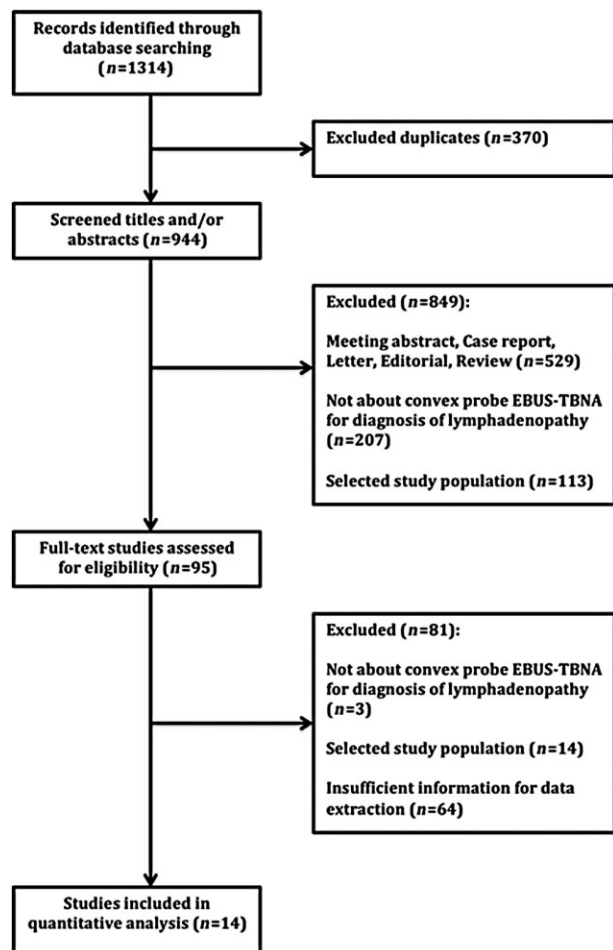 Records identified through
database searching
(n=1314)
Excluded duplicates (n=370)
Screened titles and/or
abstracts (n=944)
Excluded (n=849):
Meeting abstract, Case report,
Letter, Editorial, Review (n=529)
Not about convex probe EBUS-TBNA
for diagnosis of lymphadenopathy
(n=207)
Selected study population (n=113)
Full-text studies assessed
for eligibility (n=95)
Excluded (n=81):
Not about convex probe EBUS-TBNA
for diagnosis of lymphadenopathy
(n=3)
Selected study population (n=14)
Insufficient information for data
extraction (n=64)
Studies included in
quantitative analysis (n=14)